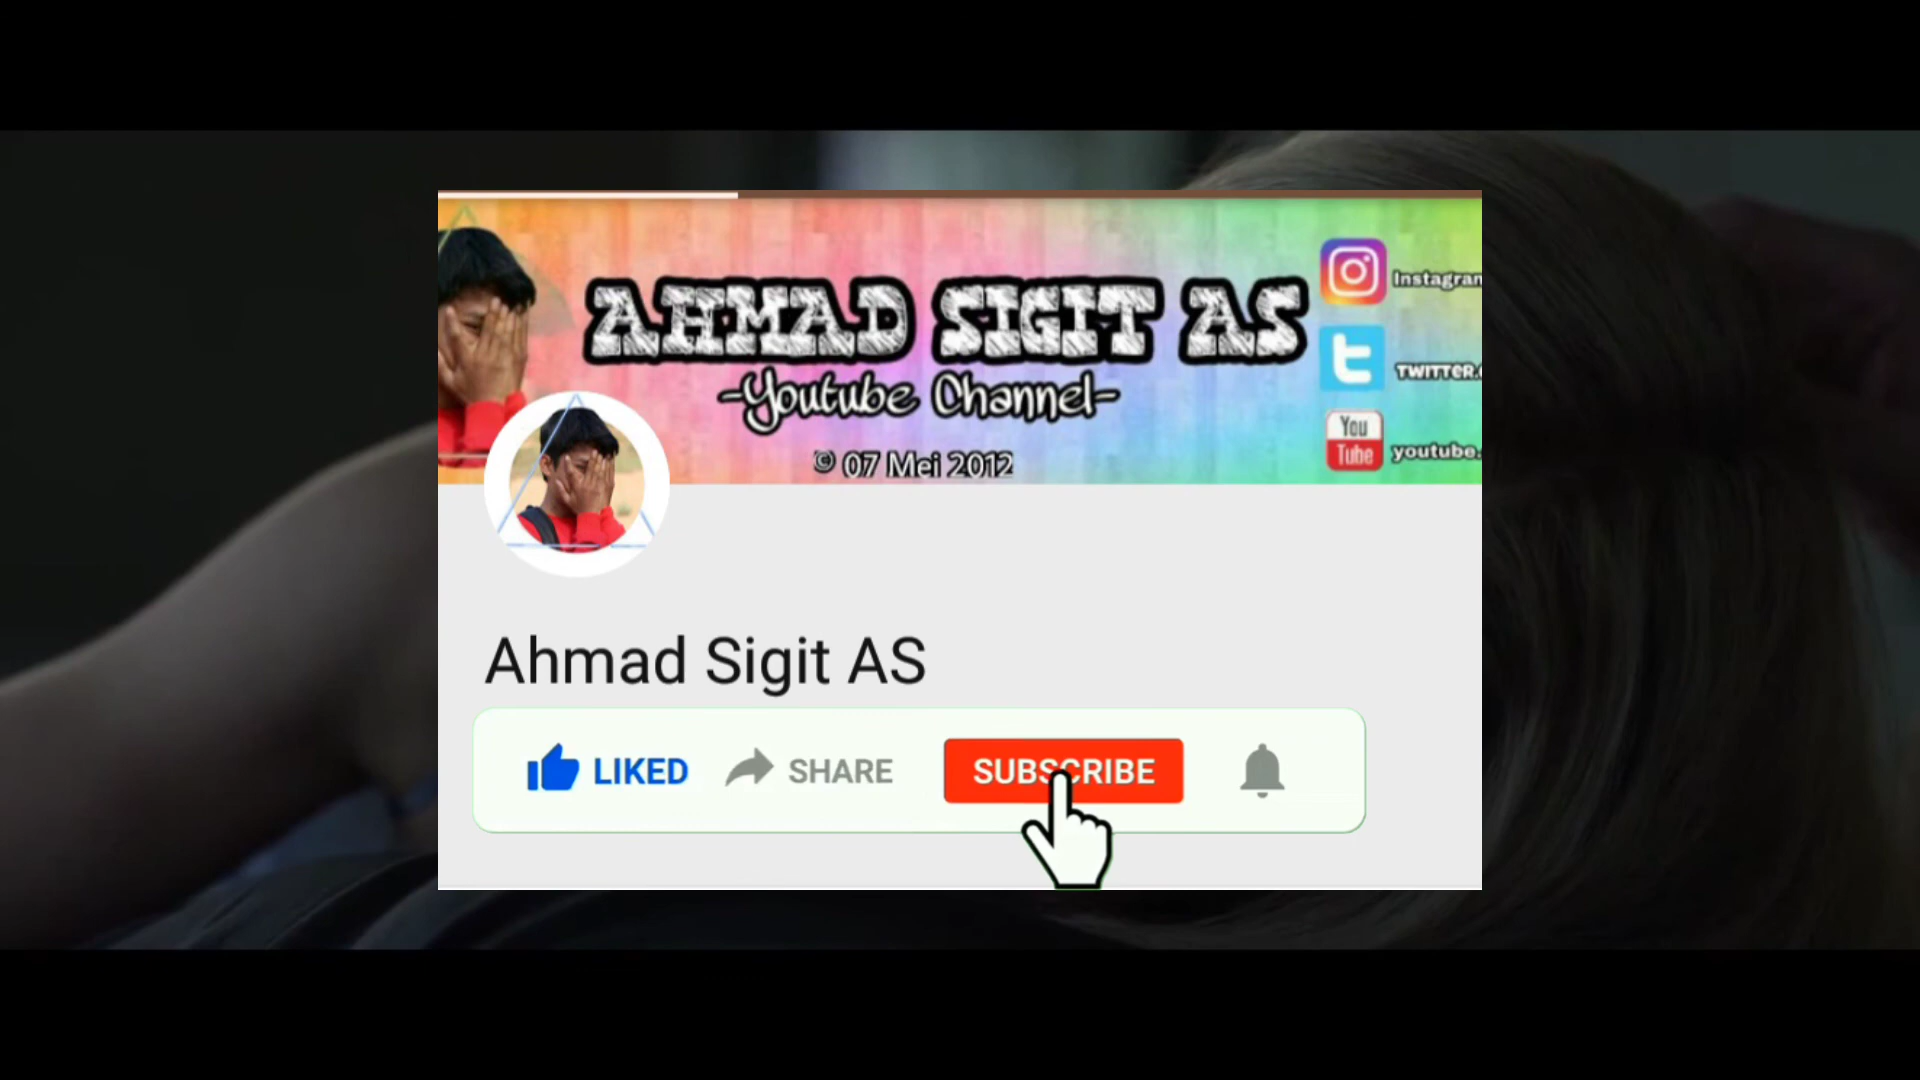 AHMAD SIGIT AS
-Youtube Channel-
© 07 Mei 2012
Instagram
TWITTER.
You
Tube
youtube.
Ahmad Sigit AS
LIKED
SHARE
SUBSCRIBE